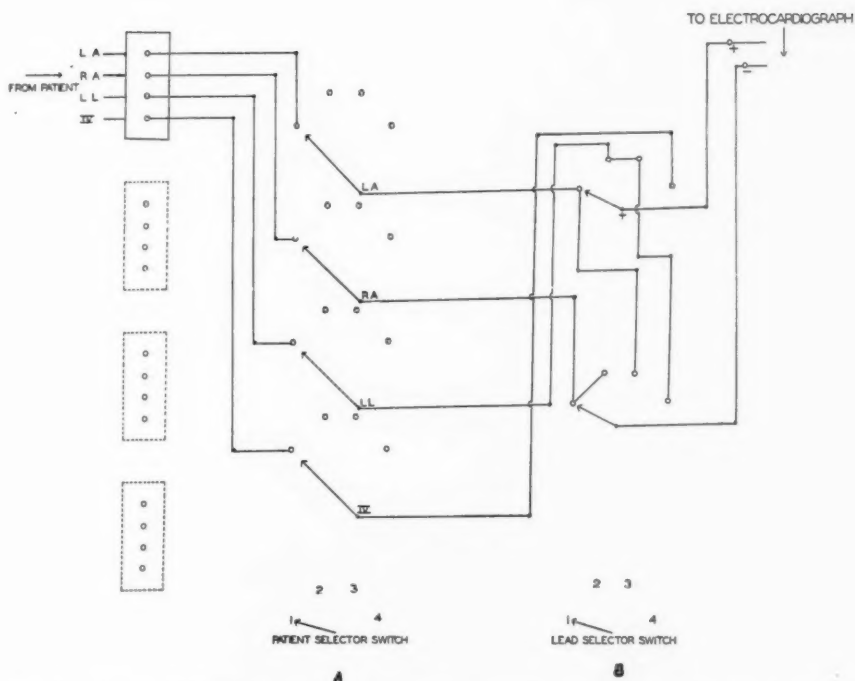 TO ELECTROCARDIOGRAPH
+
−
L A
R A
L L
IV
FROM PATIENT
LA
+
RA
LL
IV
2 3
1 4
PATIENT SELECTOR SWITCH
A
2 3
1 4
LEAD SELECTOR SWITCH
B